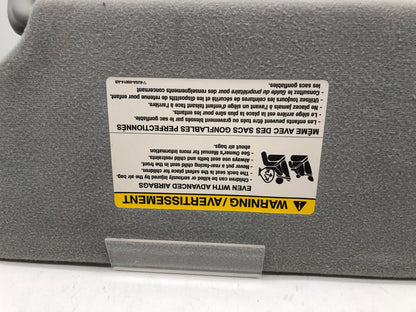 WARNING / AVERTISSEMENT
EVEN WITH ADVANCED AIRBAGS
- Children can be killed or seriously injured by the air bag.
- The back seat is the safest place for children.
- Never put a rear-facing child seat in the front.
- Always use seat belts and child restraints.
- See Owner's Manual for more information
about air bags.
MÊME AVEC DES SACS GONFLABLES PERFECTIONNÉS
- Les enfants peuvent être tués ou gravement blessés par le sac gonflable.
- Le siège arrière est la place la plus sûre pour les enfants.
- Ne placez jamais à l'avant un siège d'enfant faisant face à l'arrière.
- Utilisez toujours les ceintures de sécurité et les dispositifs de retenue pour enfants.
- Consultez le Guide du propriétaire pour des renseignements concernant
les sacs gonflables.